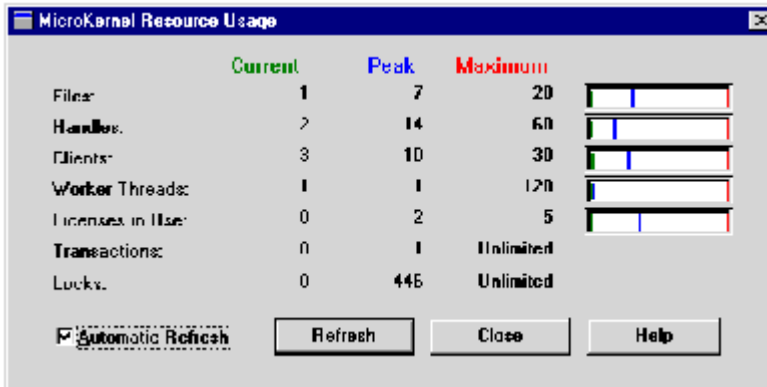 MicroKernel Resource Usage
Current Peak Maximum
Files: 1 7 20
Handles: 2 14 60
Clients: 3 10 30
Worker Threads: 1 1 120
Licenses in Use: 0 2 5
Transactions: 0 1 Unlimited
Locks: 0 446 Unlimited
Automatic Refresh Refresh Close Help